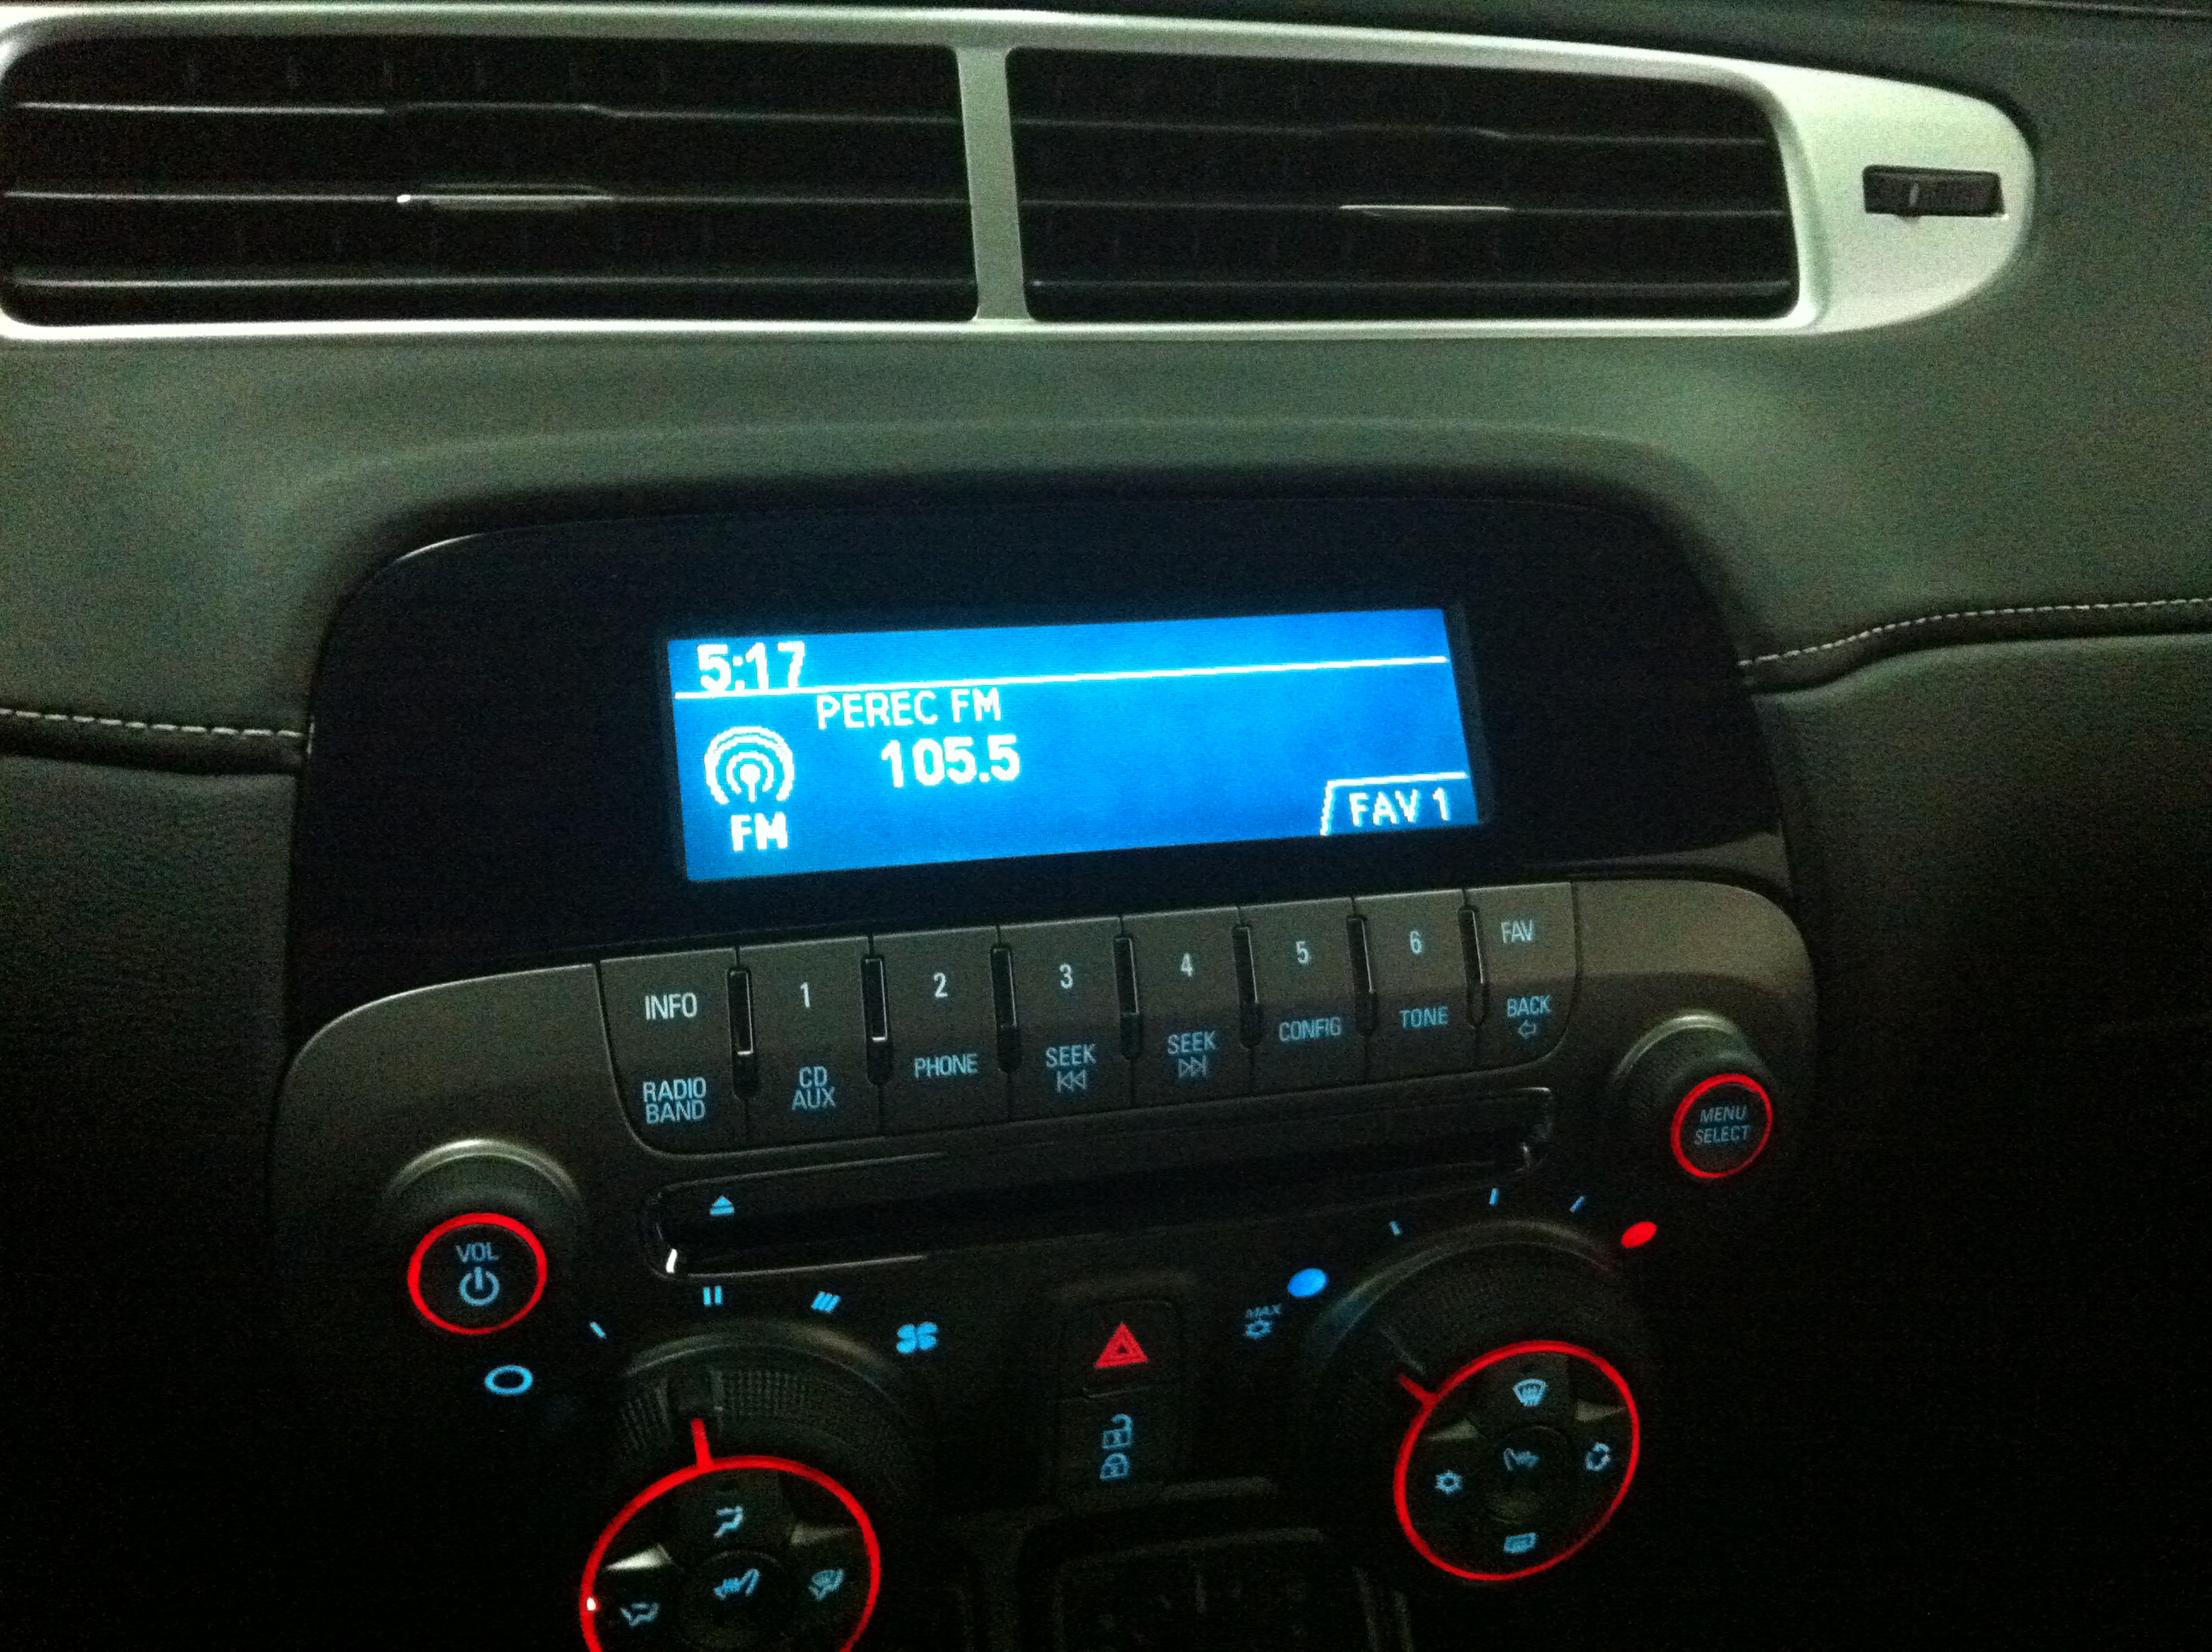 5:17
PEREC FM
105.5
FM
FAV 1
INFO
1
2
3
4
5
6
FAV
RADIO
BAND
CD
AUX
PHONE
SEEK
SEEK
CONFIG
TONE
BACK
MENU
SELECT
VOL
MAX